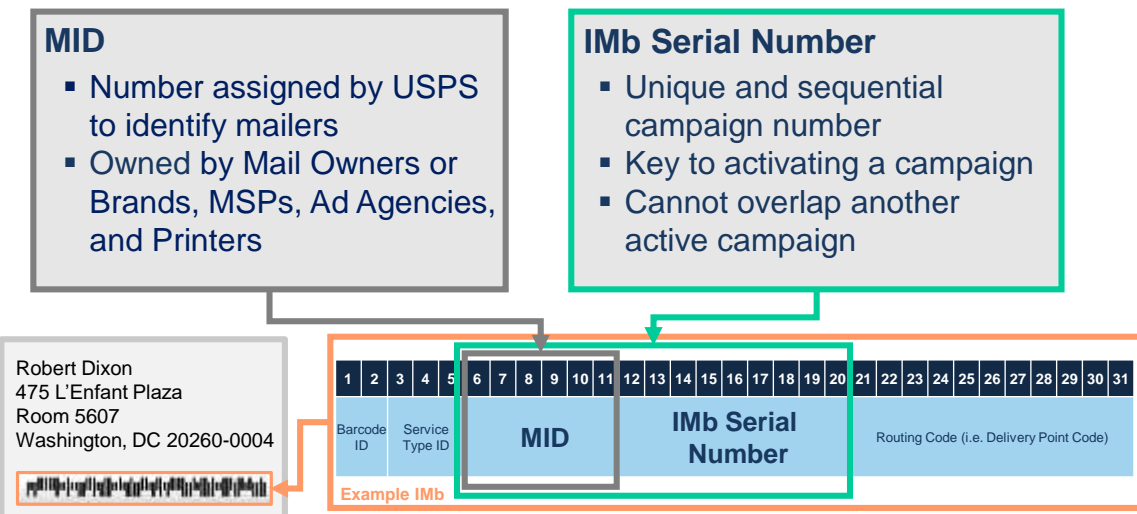 MID
▪ Number assigned by USPS
to identify mailers
▪ Owned by Mail Owners or
Brands, MSPs, Ad Agencies,
and Printers
IMb Serial Number
▪ Unique and sequential
campaign number
▪ Key to activating a campaign
▪ Cannot overlap another
active campaign
Robert Dixon
475 L’Enfant Plaza
Room 5607
Washington, DC 20260-0004
1 2 3 4 5 6 7 8 9 10 11 12 13 14 15 16 17 18 19 20 21 22 23 24 25 26 27 28 29 30 31
Barcode
ID
Service
Type ID
MID
IMb Serial
Number
Routing Code (i.e. Delivery Point Code)
Example IMb